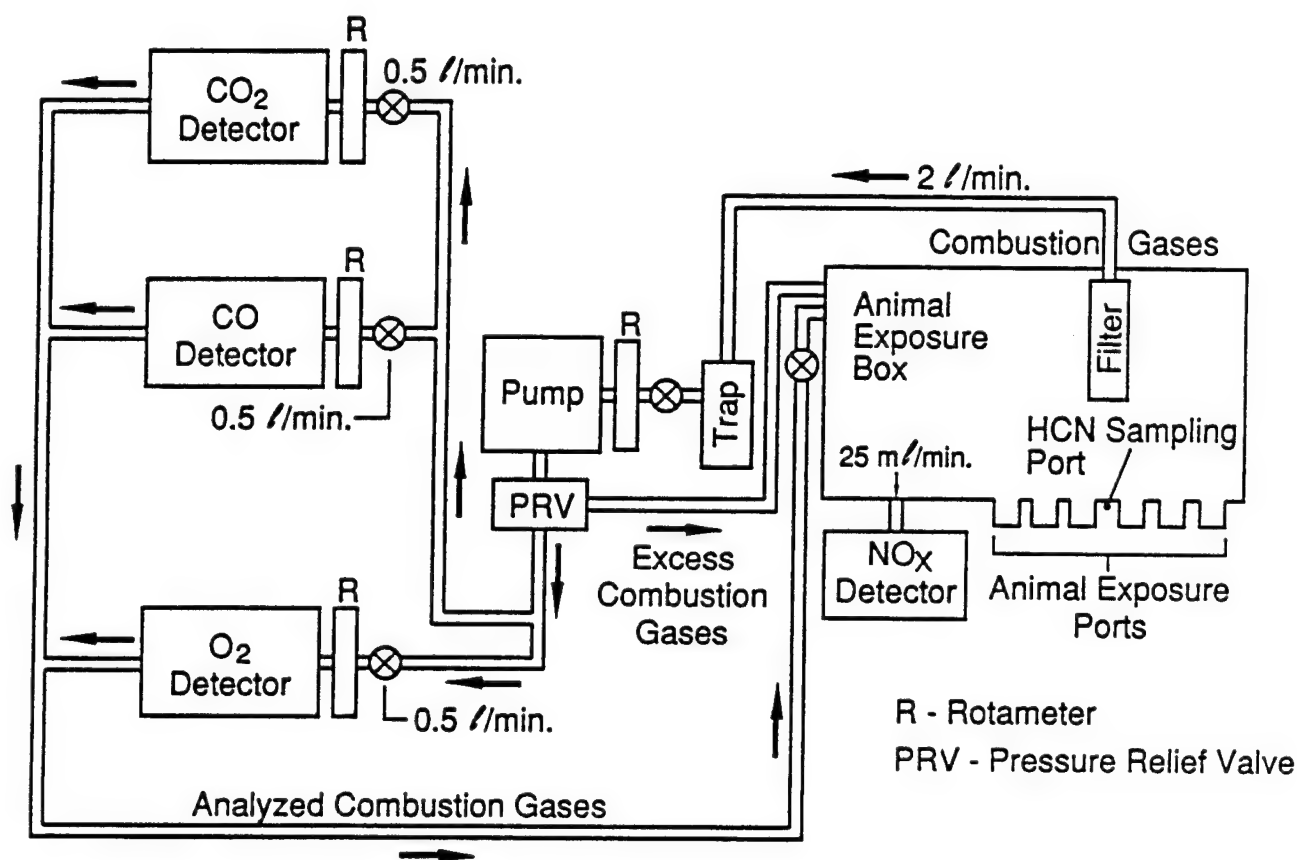 R
0.5 l/min.
CO2
Detector
2 l/min.
Combustion Gases
R
CO
Detector
0.5 l/min.
R
Pump
Trap
Animal
Exposure
Box
Filter
HCN Sampling
Port
25 ml/min.
PRV
NOX
Detector
Excess
Combustion
Gases
Animal Exposure
Ports
R
O2
Detector
0.5 l/min.
R - Rotameter
PRV - Pressure Relief Valve
Analyzed Combustion Gases